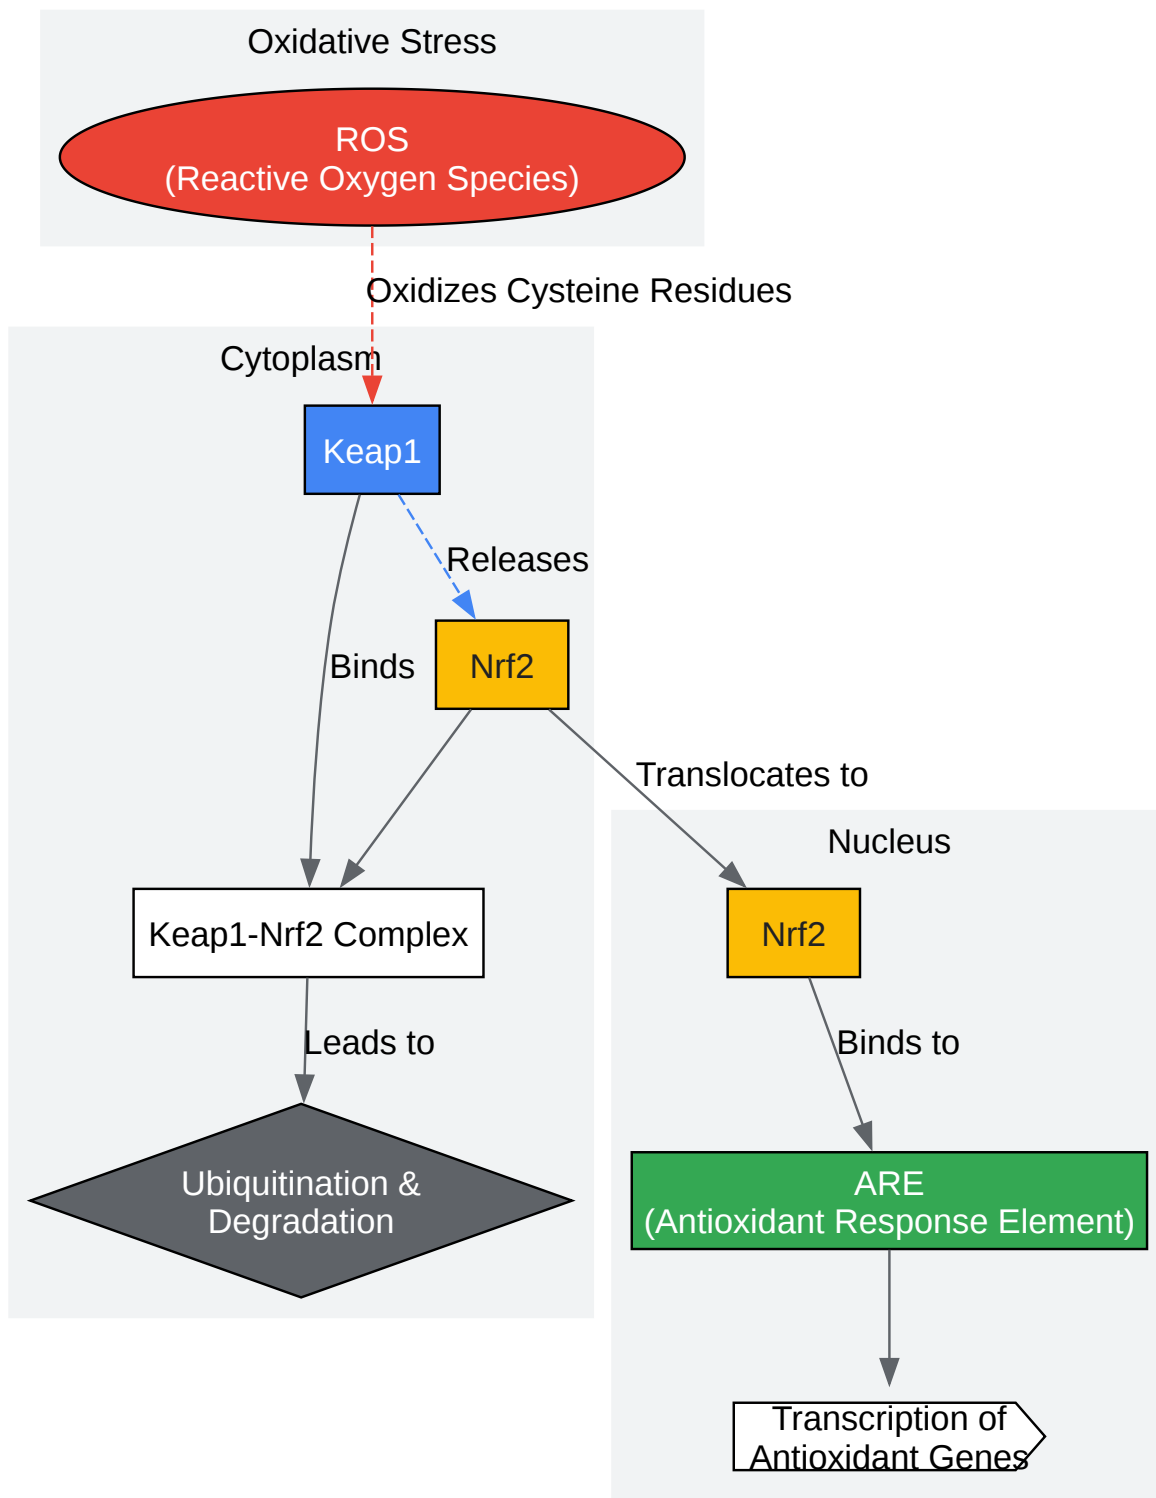 Oxidative Stress
ROS
(Reactive Oxygen Species)
Oxidizes Cysteine Residues
Cytoplasm
Keap1
Releases
Binds
Nrf2
Translocates to
Nucleus
Keap1-Nrf2 Complex
Nrf2
Leads to
Binds to
Ubiquitination &
Degradation
ARE
(Antioxidant Response Element)
Transcription of
Antioxidant Genes